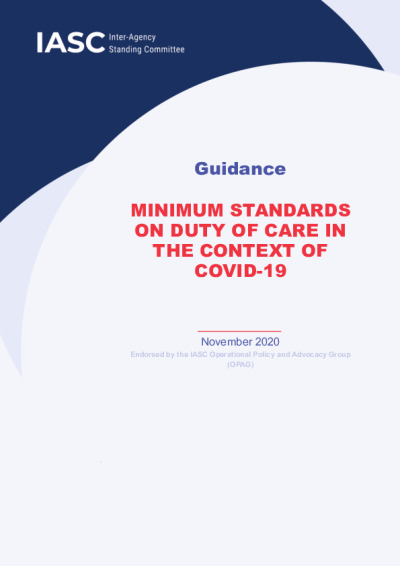 IASC Inter-Agency
Standing Committee
Guidance
MINIMUM STANDARDS
ON DUTY OF CARE IN
THE CONTEXT OF
COVID-19
November 2020
Endorsed by the IASC Operational Policy and Advocacy Group
(OPAG)